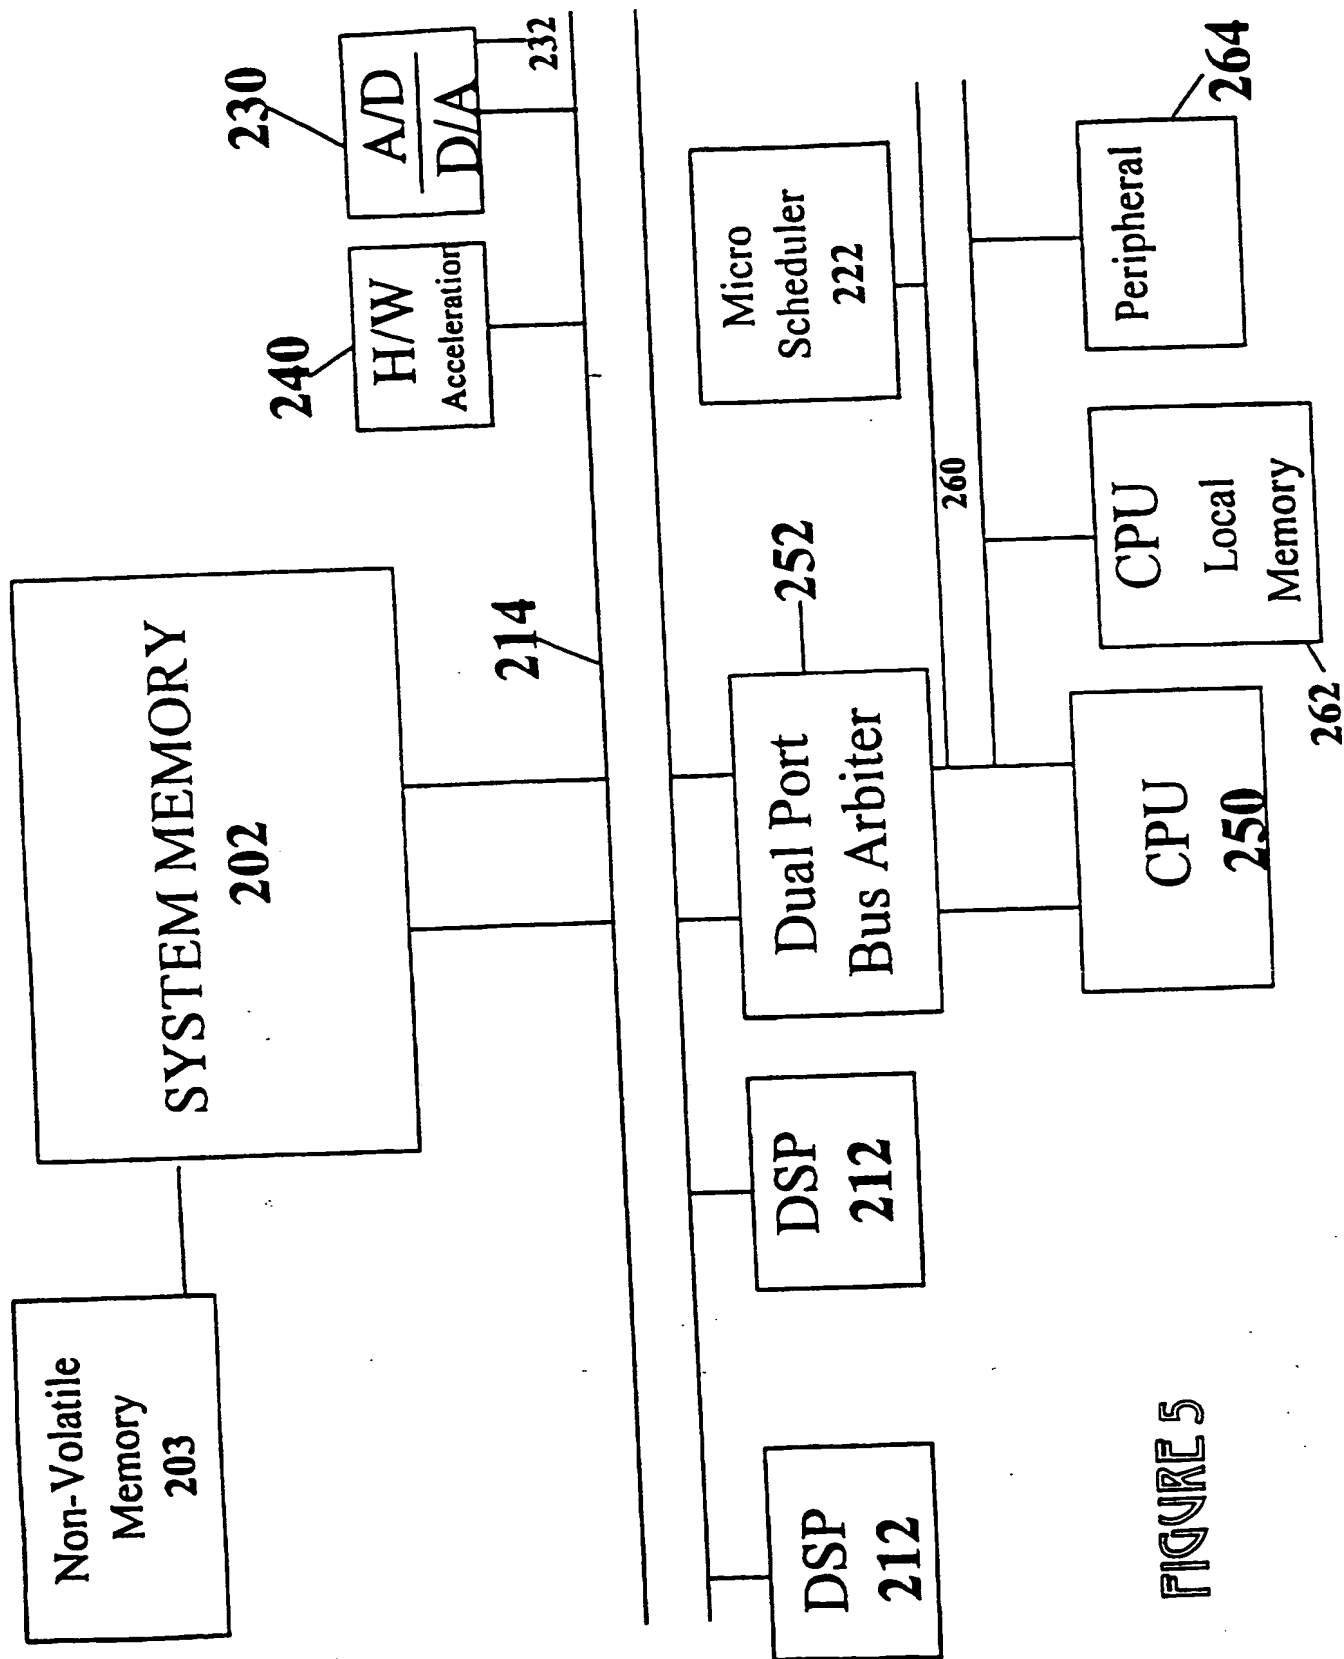 Non-Volatile
Memory
203
SYSTEM MEMORY
202
240
H/W
Acceleration
230
A/D
D/A
232
214
DSP
212
DSP
212
Dual Port
Bus Arbiter
252
Micro
Scheduler
222
260
CPU
250
CPU
Local
Memory
262
Peripheral
264
FIGURE 5